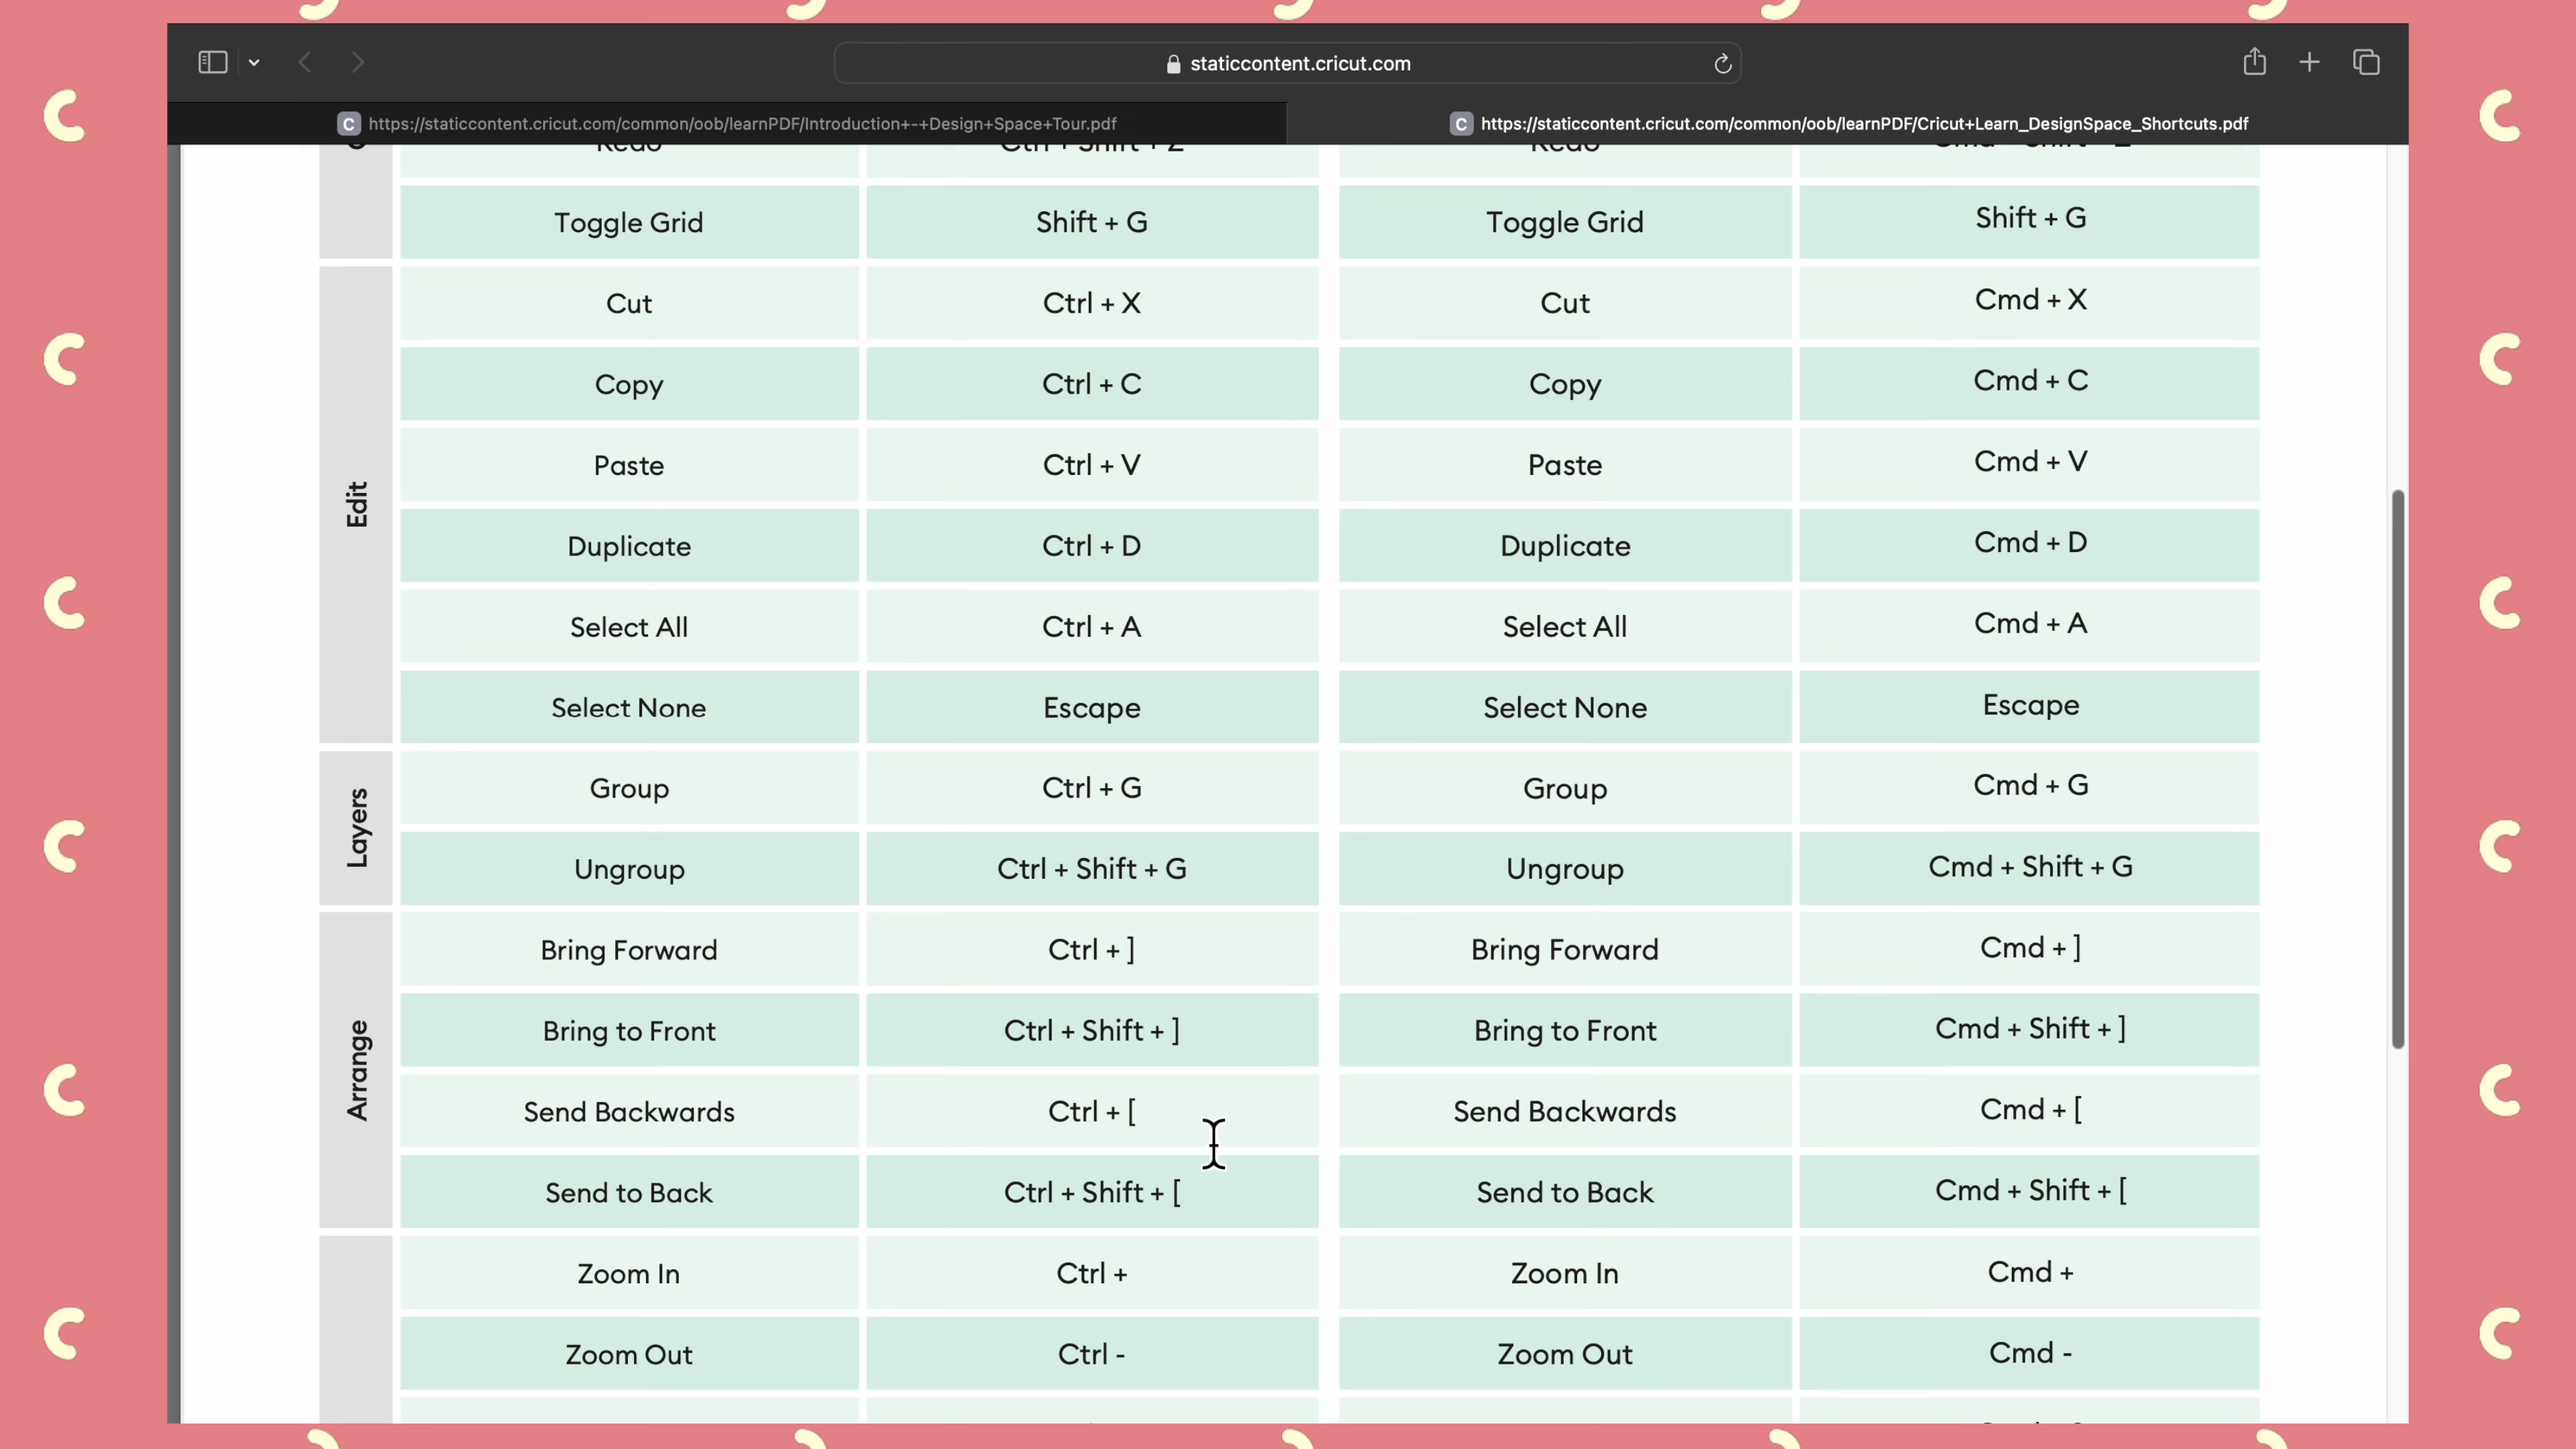 staticcontent.cricut.com
C https://staticcontent.cricut.com/common/oob/learnPDF/Introduction+-+Design+Space+Tour.pdf
C https://staticcontent.cricut.com/common/oob/learnPDF/Cricut+Learn_DesignSpace_Shortcuts.pdf
Redo Ctrl + Shift + Z Redo Cmd + Shift + Z
Toggle Grid Shift + G Toggle Grid Shift + G
Edit
Cut Ctrl + X Cut Cmd + X
Copy Ctrl + C Copy Cmd + C
Paste Ctrl + V Paste Cmd + V
Duplicate Ctrl + D Duplicate Cmd + D
Select All Ctrl + A Select All Cmd + A
Select None Escape Select None Escape
Layers
Group Ctrl + G Group Cmd + G
Ungroup Ctrl + Shift + G Ungroup Cmd + Shift + G
Arrange
Bring Forward Ctrl + ] Bring Forward Cmd + ]
Bring to Front Ctrl + Shift + ] Bring to Front Cmd + Shift + ]
Send Backwards Ctrl + [ Send Backwards Cmd + [
Send to Back Ctrl + Shift + [ Send to Back Cmd + Shift + [
Zoom In Ctrl + Zoom In Cmd +
Zoom Out Ctrl - Zoom Out Cmd -